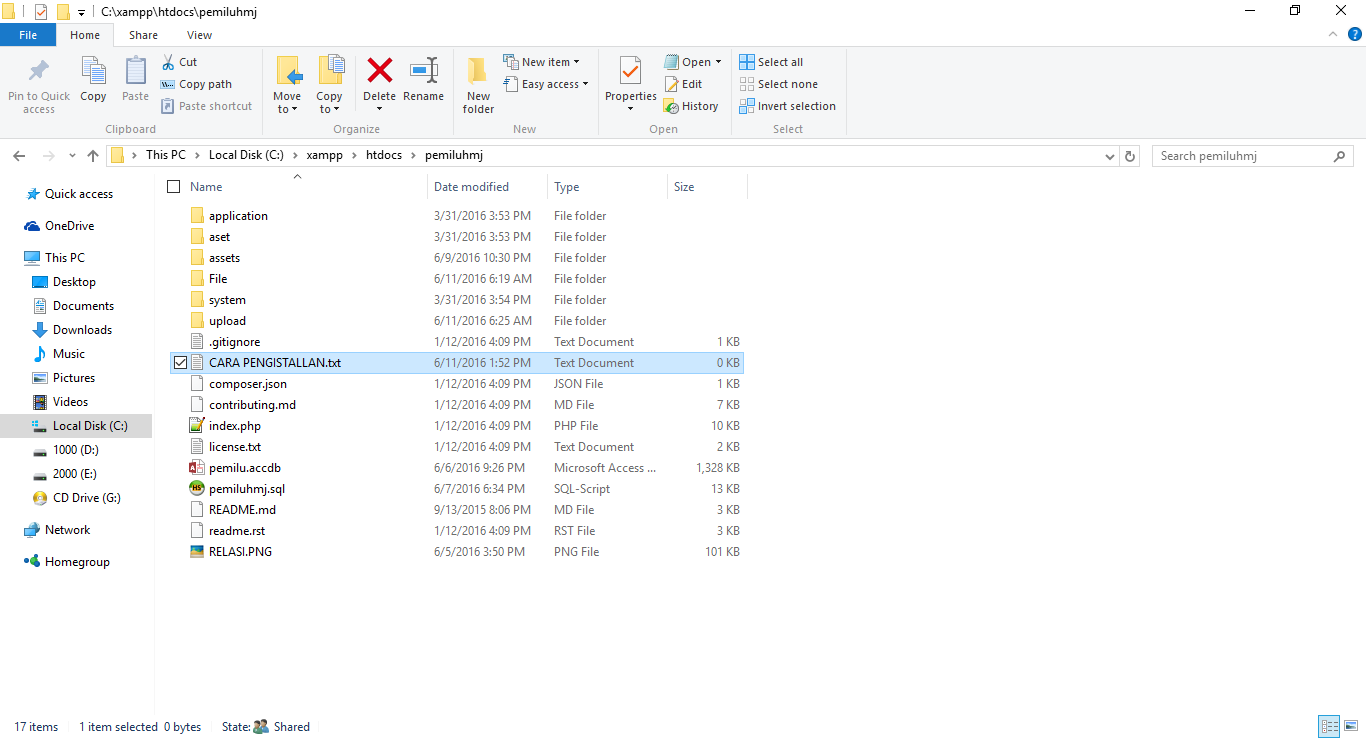 C:\xampp\htdocs\pemiluhmj
File Home Share View
Pin to Quick access
Copy
Paste
Cut
Copy path
Paste shortcut
Clipboard
Move to
Copy to
Delete
Rename
Organize
New folder
New item
Easy access
New
Properties
Open
Edit
History
Open
Select all
Select none
Invert selection
Select
This PC > Local Disk (C:) > xampp > htdocs > pemiluhmj
Search pemiluhmj
Quick access
OneDrive
This PC
Desktop
Documents
Downloads
Music
Pictures
Videos
Local Disk (C:)
1000 (D:)
2000 (E:)
CD Drive (G:)
Network
Homegroup
Name Date modified Type Size
application 3/31/2016 3:53 PM File folder
aset 3/31/2016 3:53 PM File folder
assets 6/9/2016 10:30 PM File folder
File 6/11/2016 6:19 AM File folder
system 3/31/2016 3:54 PM File folder
upload 6/11/2016 6:25 AM File folder
.gitignore 1/12/2016 4:09 PM Text Document 1 KB
CARA PENGISTALLAN.txt 6/11/2016 1:52 PM Text Document 0 KB
composer.json 1/12/2016 4:09 PM JSON File 1 KB
contributing.md 1/12/2016 4:09 PM MD File 7 KB
index.php 1/12/2016 4:09 PM PHP File 10 KB
license.txt 1/12/2016 4:09 PM Text Document 2 KB
pemilu.accdb 6/6/2016 9:26 PM Microsoft Access ... 1,328 KB
pemiluhmj.sql 6/7/2016 6:34 PM SQL-Script 13 KB
README.md 9/13/2015 8:06 PM MD File 3 KB
readme.rst 1/12/2016 4:09 PM RST File 3 KB
RELASI.PNG 6/5/2016 3:50 PM PNG File 101 KB
17 items 1 item selected 0 bytes State: Shared